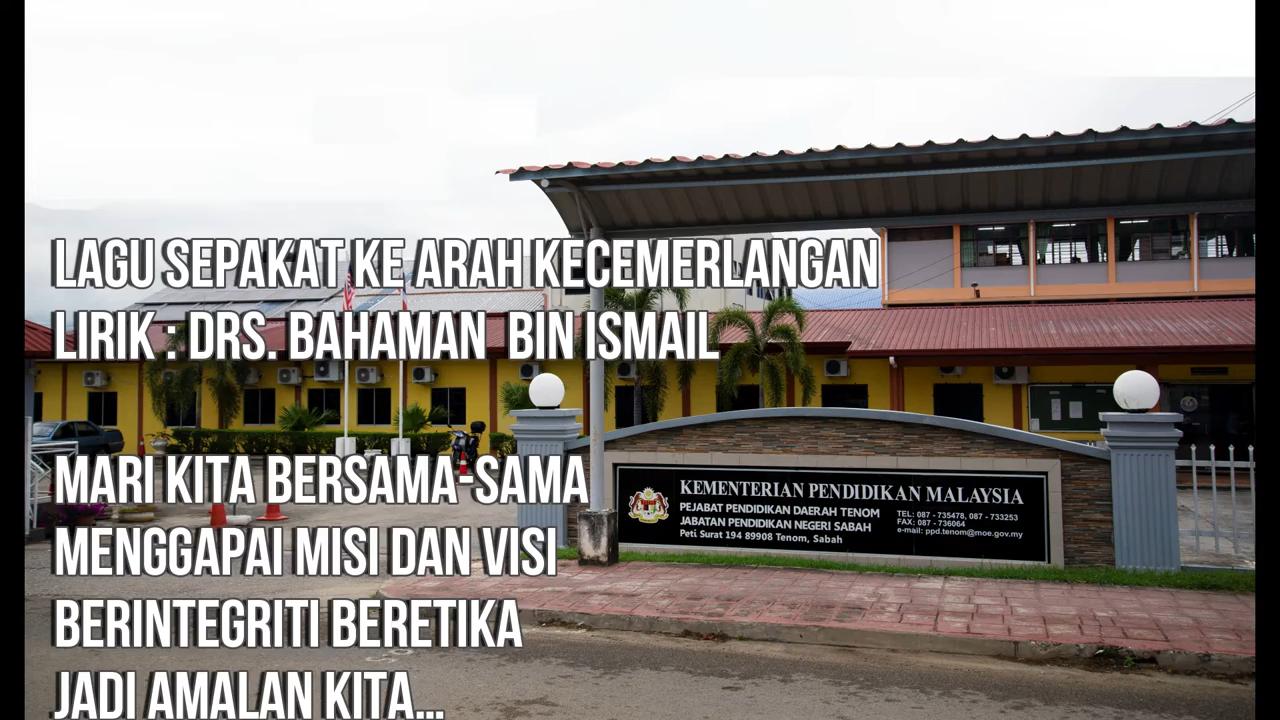 LAGU SEPAKAT KE ARAH KECEMERLANGAN
LIRIK : DRS. BAHAMAN BIN ISMAIL
MARI KITA BERSAMA-SAMA
MENGGAPAI MISI DAN VISI
BERINTEGRITI BERETIKA
JADI AMALAN KITA...
KEMENTERIAN PENDIDIKAN MALAYSIA
PEJABAT PENDIDIKAN DAERAH TENOM
JABATAN PENDIDIKAN NEGERI SABAH
Peti Surat 194 89908 Tenom, Sabah
TEL: 087 - 735478, 087 - 733253
FAX: 087 - 736064
e-mail: ppd.tenom@moe.gov.my